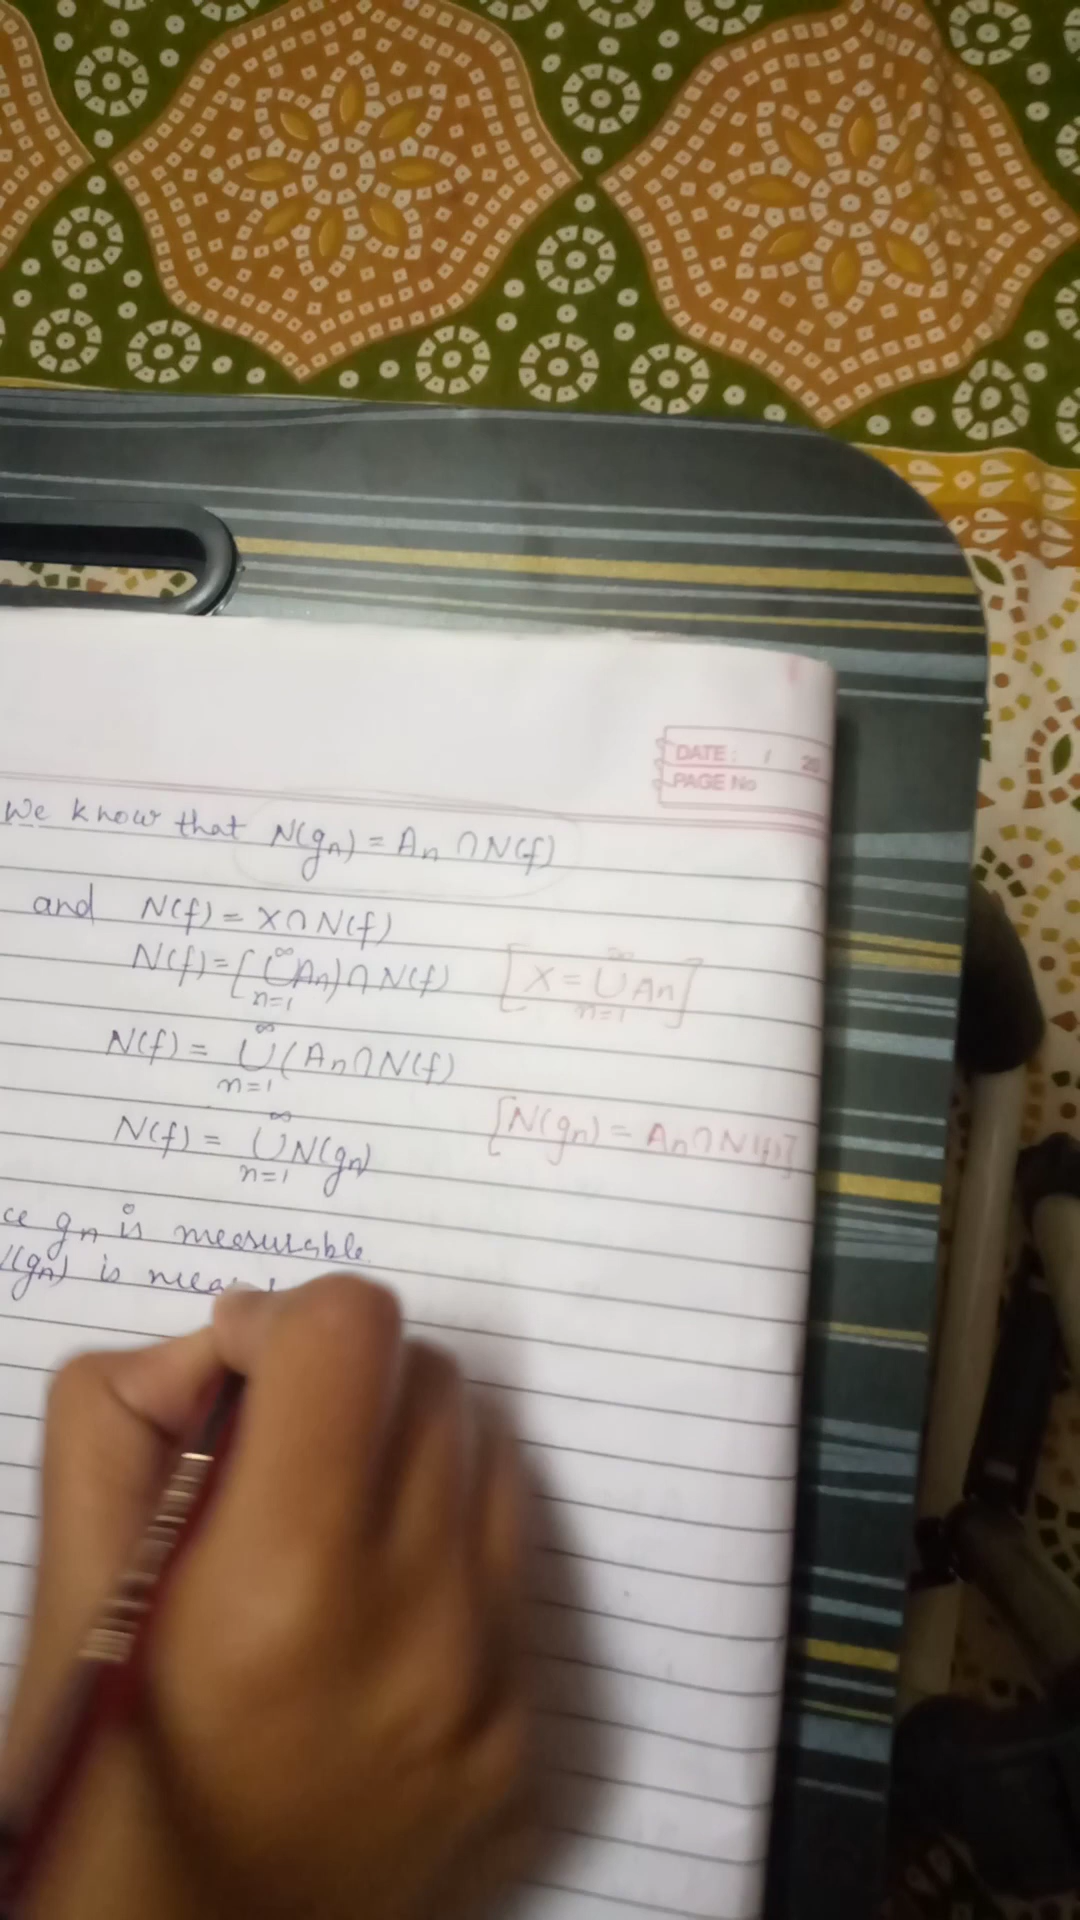 DATE: / 20
PAGE No
We know that N(gₙ) = Aₙ ∩ N(f)
and N(f) = X ∩ N(f)
N(f) = [∞∪n=1 Aₙ) ∩ N(f) [X = ∞∪n=1 Aₙ]
N(f) = ∞∪n=1 (Aₙ ∩ N(f)
N(f) = ∞∪n=1 N(gₙ) [N(gₙ) = Aₙ ∩ N(f)]
ce gₙ is measurable.
N(gₙ) is